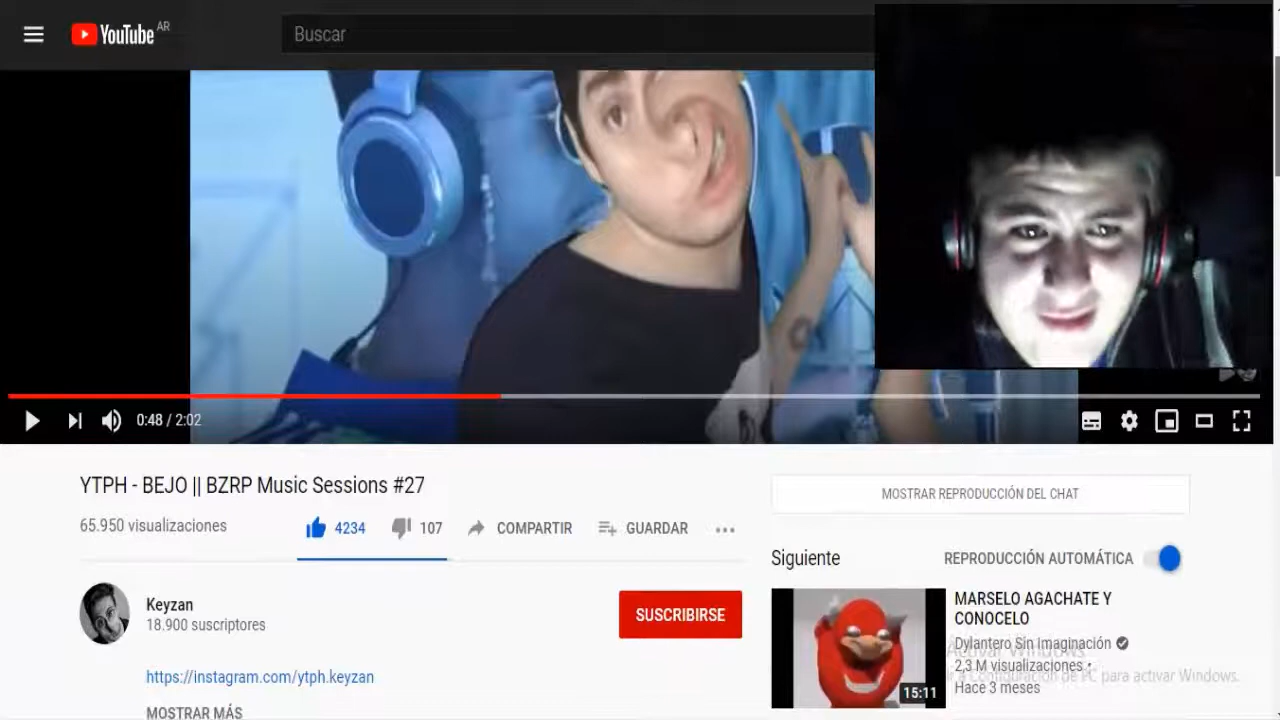 YouTube AR
Buscar
0:48 / 2:02
YTPH - BEJO || BZRP Music Sessions #27
65.950 visualizaciones
4234
107
COMPARTIR
GUARDAR
MOSTRAR REPRODUCCIÓN DEL CHAT
Siguiente
REPRODUCCIÓN AUTOMÁTICA
Keyzan
18.900 suscriptores
SUSCRIBIRSE
https://instagram.com/ytph.keyzan
MOSTRAR MÁS
15:11
MARSELO AGACHATE Y
CONOCELO
Dylantero Sin Imaginación
2,3 M visualizaciones •
Hace 3 meses
Activar Windows
Configuración de PC para activar Windows.